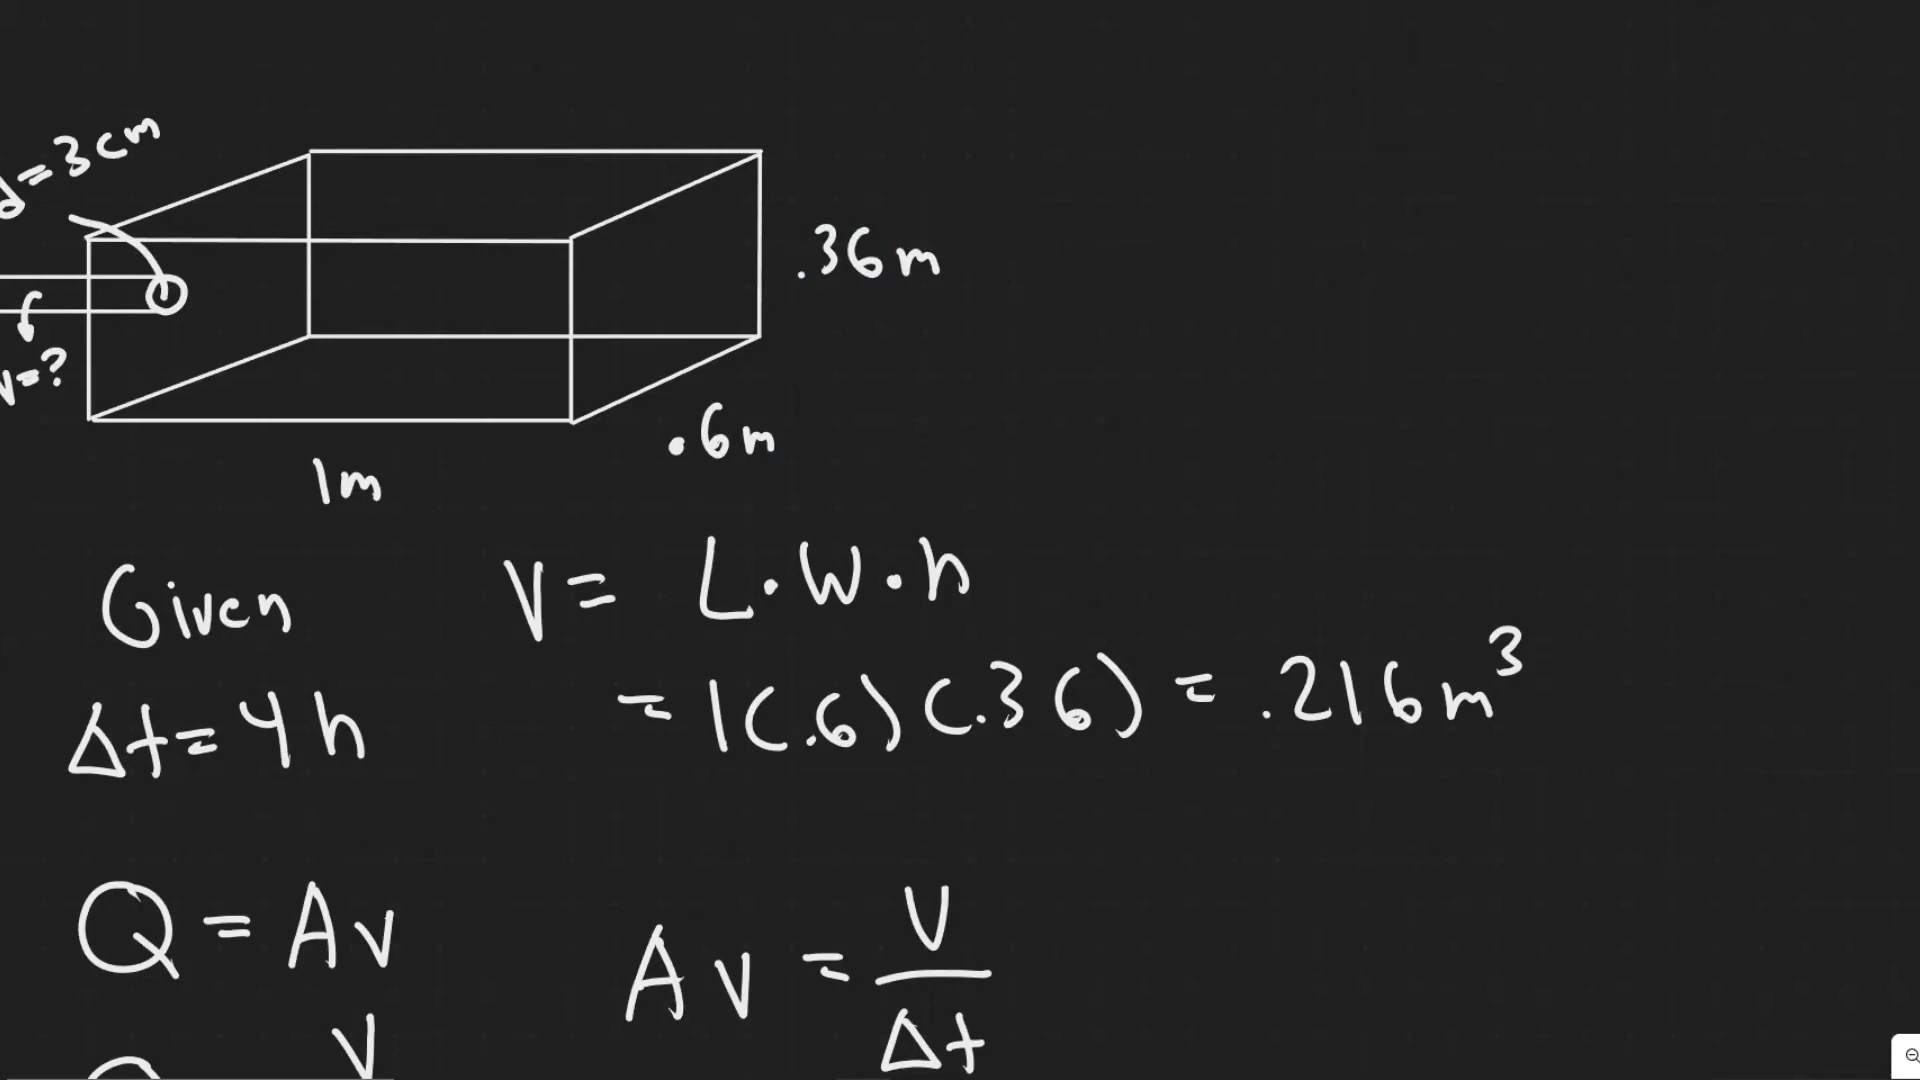 d=3cm
.36m
v=?
.6m
1m
Given
V = L·W·h
= 1(.6)(.36) = .216m³
Δt=4h
Q = Av
Av = V/Δt
V